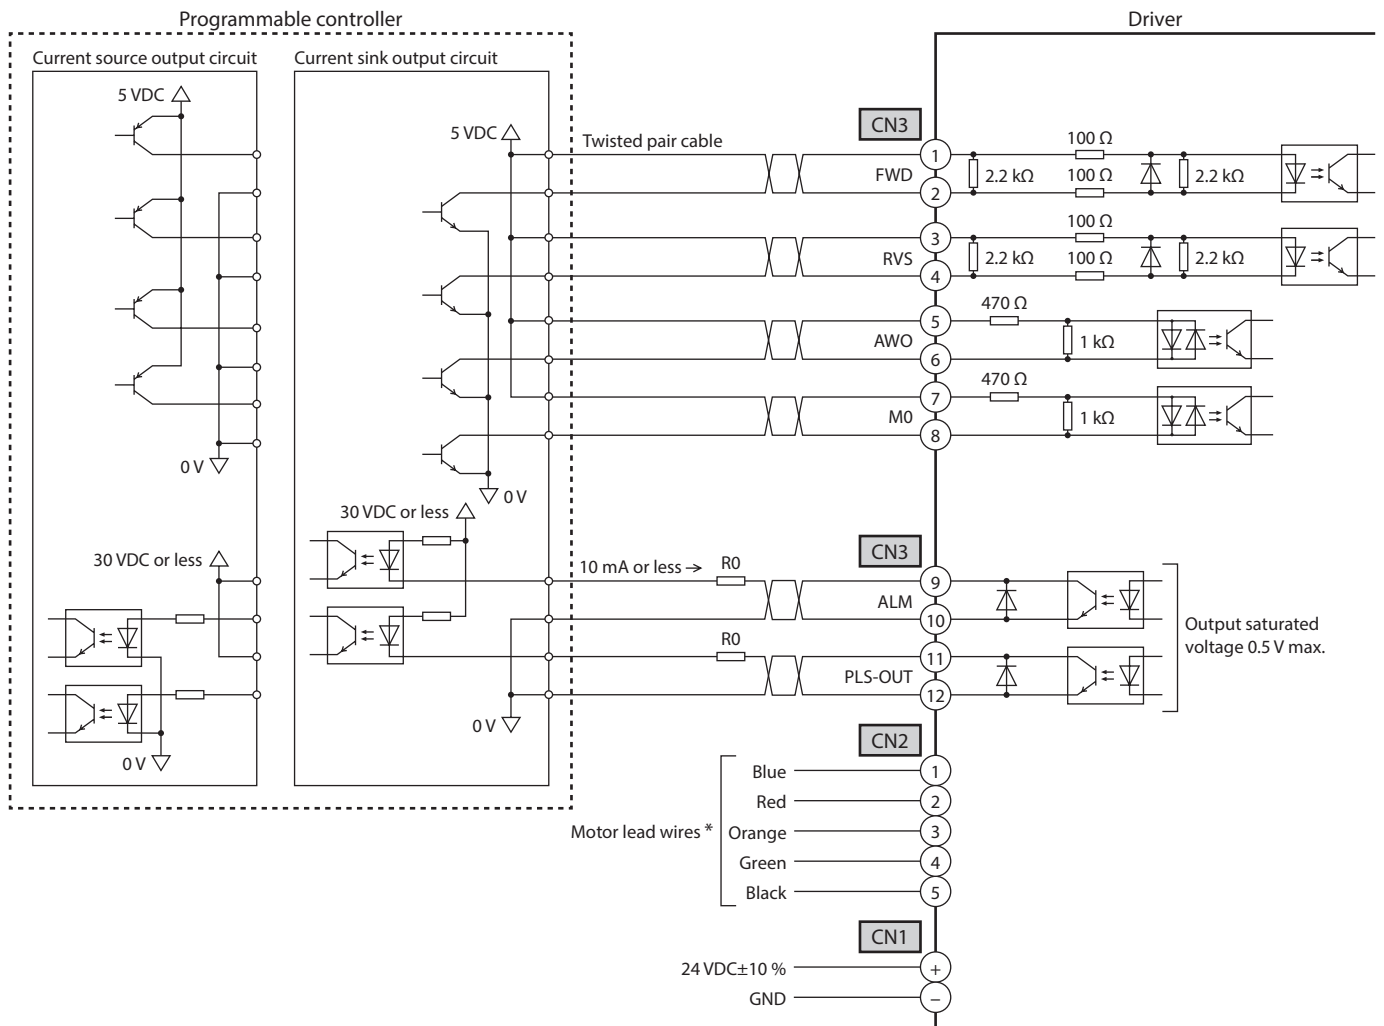 Programmable controller
Driver
Current source output circuit
Current sink output circuit
5 VDC
5 VDC
Twisted pair cable
CN3
1
FWD
2
2.2 kΩ
100 Ω
100 Ω
2.2 kΩ
3
RVS
4
2.2 kΩ
100 Ω
100 Ω
2.2 kΩ
5
AWO
6
470 Ω
1 kΩ
7
M0
8
470 Ω
1 kΩ
0 V
0 V
30 VDC or less
30 VDC or less
10 mA or less →
R0
CN3
9
ALM
10
R0
11
PLS-OUT
12
Output saturated
voltage 0.5 V max.
0 V
0 V
CN2
Motor lead wires *
Blue
1
Red
2
Orange
3
Green
4
Black
5
CN1
24 VDC±10 %
+
GND
−